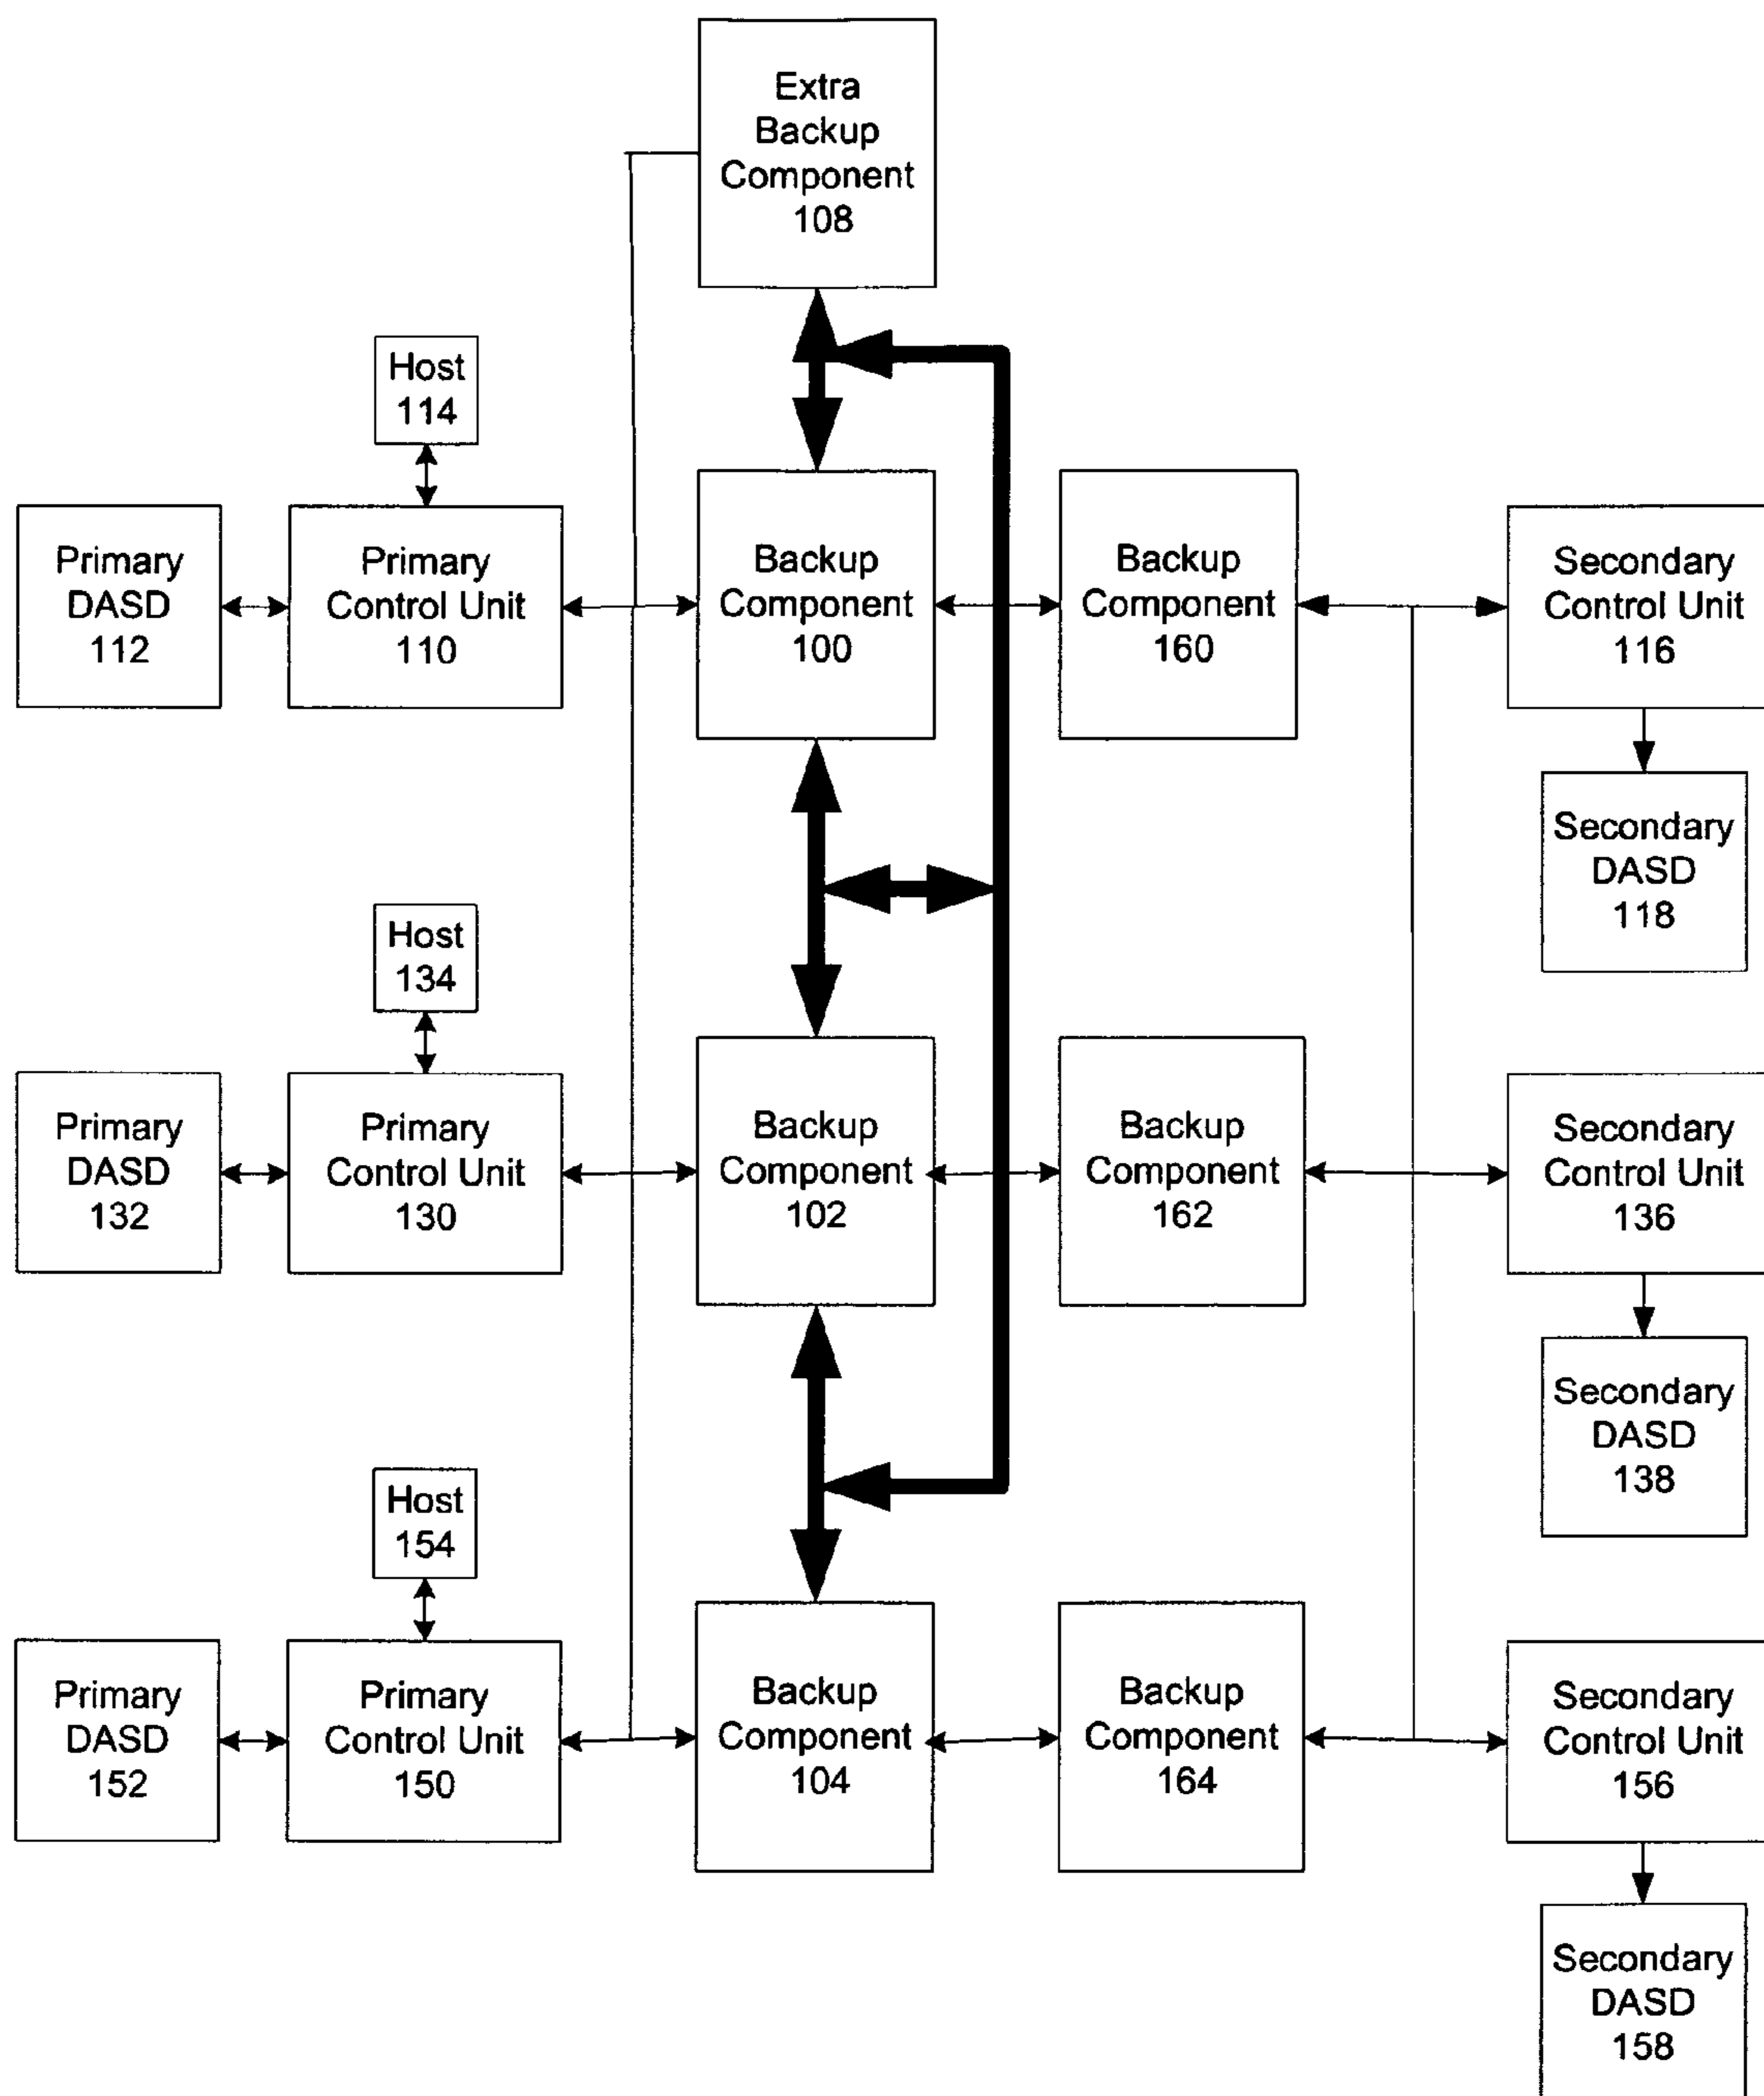 Extra
Backup
Component
108
Host
114
Primary
DASD
112
Primary
Control Unit
110
Backup
Component
100
Backup
Component
160
Secondary
Control Unit
116
Secondary
DASD
118
Host
134
Primary
DASD
132
Primary
Control Unit
130
Backup
Component
102
Backup
Component
162
Secondary
Control Unit
136
Secondary
DASD
138
Host
154
Primary
DASD
152
Primary
Control Unit
150
Backup
Component
104
Backup
Component
164
Secondary
Control Unit
156
Secondary
DASD
158